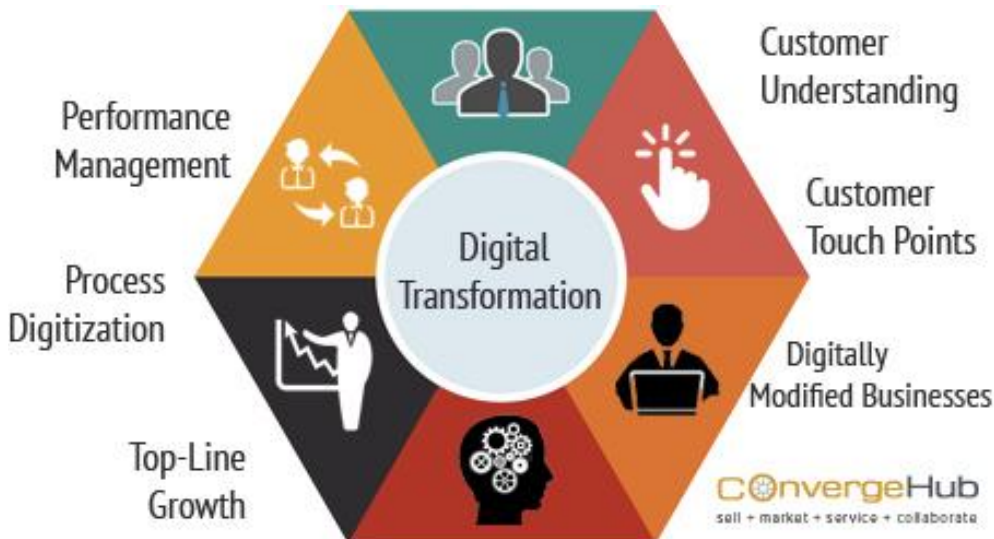 Customer
Understanding
Performance
Management
Customer
Touch Points
Digital
Transformation
Process
Digitization
Digitally
Modified Businesses
Top-Line
Growth
ConvergeHub
sell + market + service + collaborate